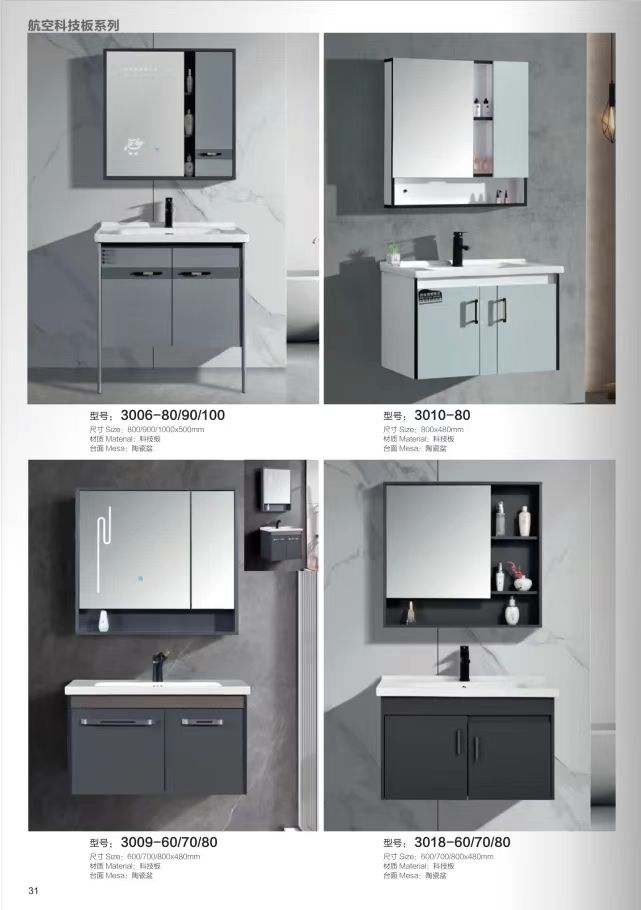 航空科技板系列
型号：3006-80/90/100
尺寸 Size：800/900/1000x500mm
材质 Material：科技板
台面 Mesa：陶瓷盆
型号：3010-80
尺寸 Size：800x480mm
材质 Material：科技板
台面 Mesa：陶瓷盆
型号：3009-60/70/80
尺寸 Size：600/700/800x480mm
材质 Material：科技板
台面 Mesa：陶瓷盆
型号：3018-60/70/80
尺寸 Size：600/700/800x480mm
材质 Material：科技板
台面 Mesa：陶瓷盆
31